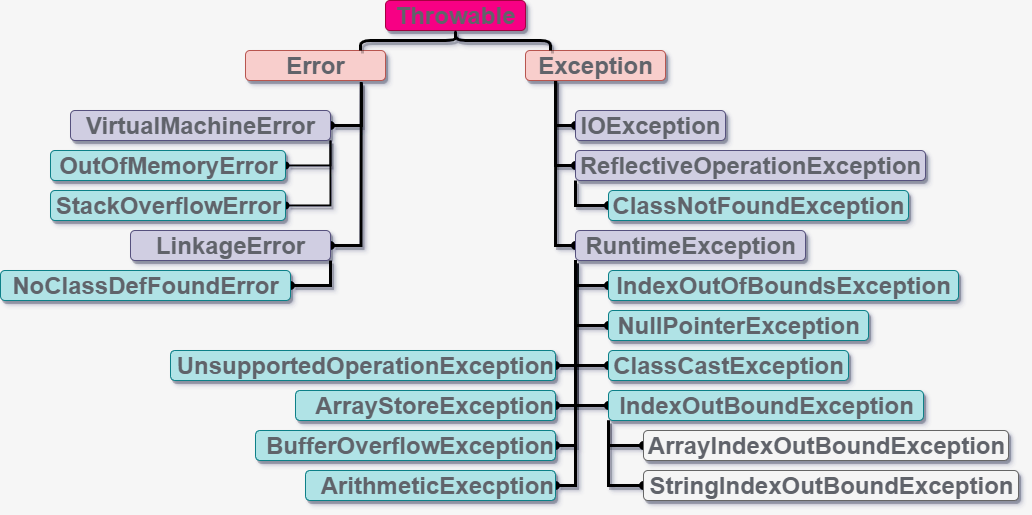 Throwable
Error
Exception
VirtualMachineError
IOException
OutOfMemoryError
ReflectiveOperationException
StackOverflowError
ClassNotFoundException
LinkageError
RuntimeException
NoClassDefFoundError
IndexOutOfBoundsException
NullPointerException
UnsupportedOperationException
ClassCastException
ArrayStoreException
IndexOutBoundException
BufferOverflowException
ArrayIndexOutBoundException
ArithmeticExecption
StringIndexOutBoundException